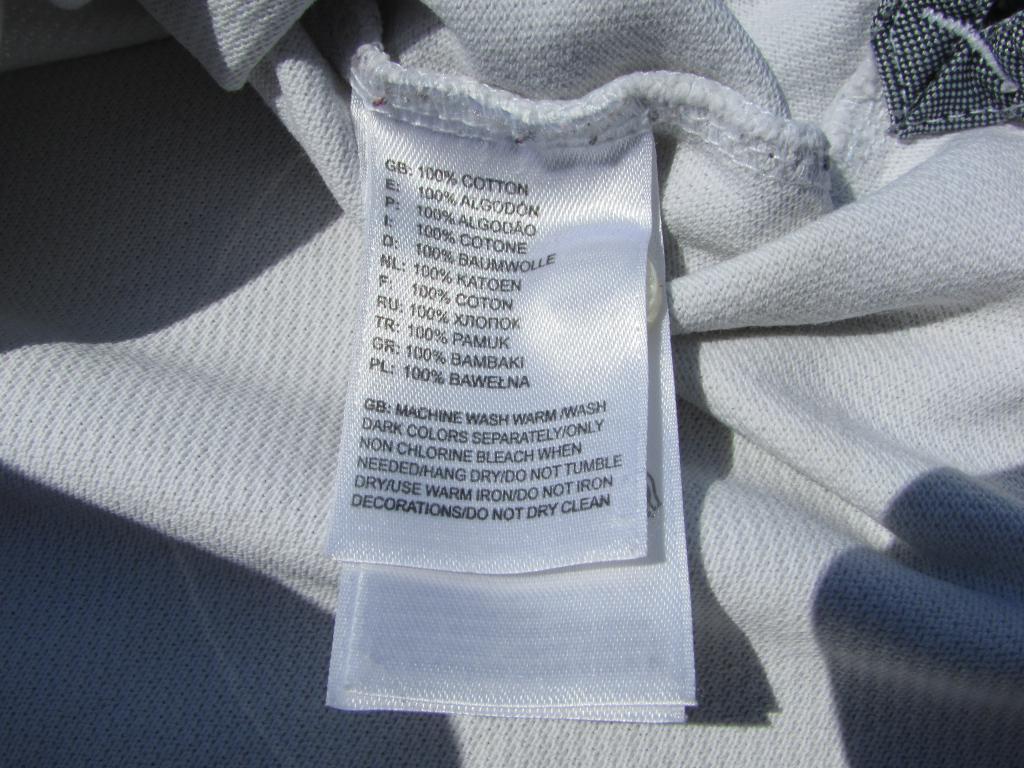 GB: 100% COTTON
E: 100% ALGODÓN
P: 100% ALGODÃO
I: 100% COTONE
D: 100% BAUMWOLLE
NL: 100% KATOEN
F: 100% COTON
RU: 100% ХЛОПОК
TR: 100% PAMUK
GR: 100% BAMBAKI
PL: 100% BAWEŁNA
GB: MACHINE WASH WARM /WASH
DARK COLORS SEPARATELY/ONLY
NON CHLORINE BLEACH WHEN
NEEDED/HANG DRY/DO NOT TUMBLE
DRY/USE WARM IRON/DO NOT IRON
DECORATIONS/DO NOT DRY CLEAN